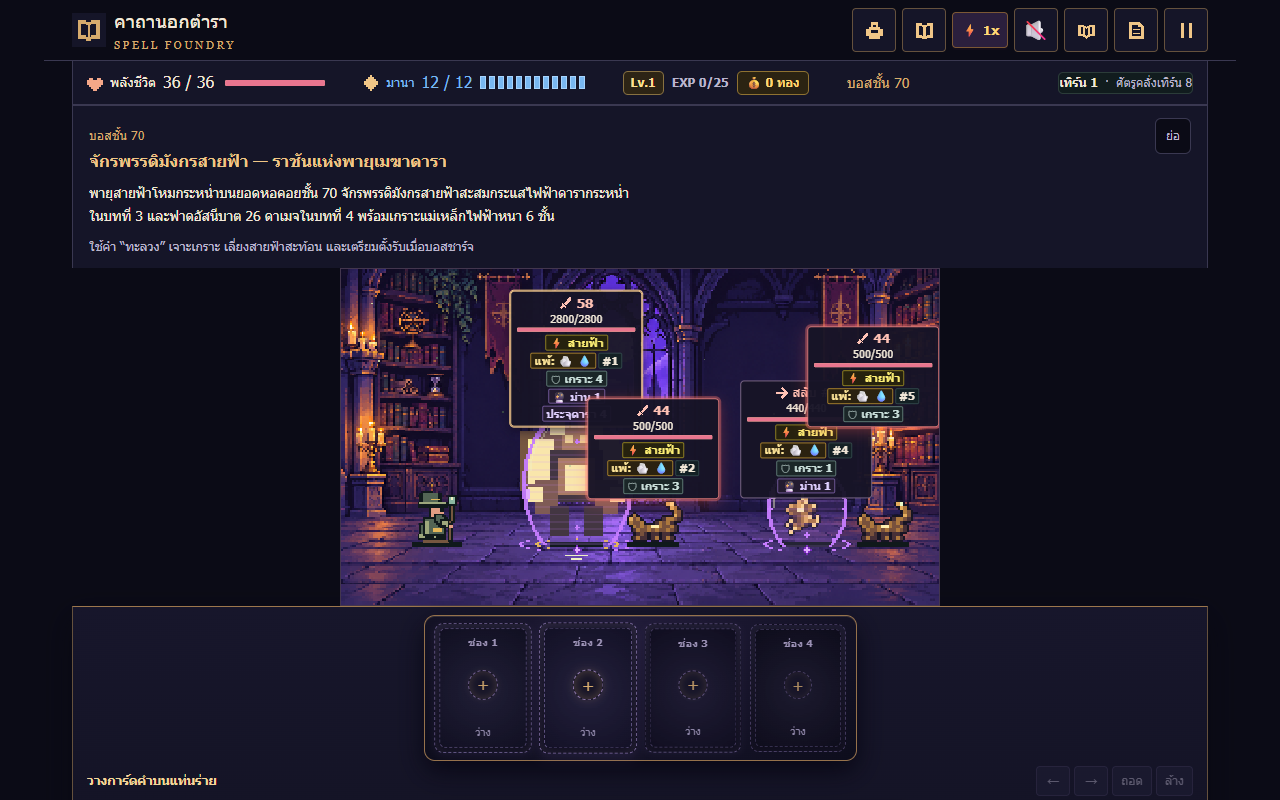 คาถานอกตำรา
SPELL FOUNDRY
1x
พลังชีวิต 36 / 36
มานา 12 / 12
Lv.1
EXP 0/25
0 ทอง
บอสชั้น 70
เทิร์น 1 · ศัตรูคลั่งเทิร์น 8
บอสชั้น 70
ย่อ
จักรพรรดิมังกรสายฟ้า — ราชันแห่งพายุเมฆาดารา
พายุสายฟ้าโหมกระหน่ำบนยอดหอคอยชั้น 70 จักรพรรดิมังกรสายฟ้าสะสมกระแสไฟฟ้าดารากระหน่ำ
ในบทที่ 3 และฟาดอัสนีบาต 26 ดาเมจในบทที่ 4 พร้อมเกราะแม่เหล็กไฟฟ้าหนา 6 ชั้น
ใช้คำ “ทะลวง” เจาะเกราะ เลี่ยงสายฟ้าสะท้อน และเตรียมตั้งรับเมื่อบอสชาร์จ
58
2800/2800
สายฟ้า
แพ้: #1
เกราะ 4
ม่าน 1
44
500/500
สายฟ้า
แพ้: #2
เกราะ 3
440/
สายฟ้า
แพ้: #4
เกราะ 1
ม่าน 1
44
500/500
สายฟ้า
แพ้: #5
เกราะ 3
ช่อง 1
ช่อง 2
ช่อง 3
ช่อง 4
+
+
+
+
ว่าง
ว่าง
ว่าง
ว่าง
วางการ์ดคำบนแท่นร่าย
← → ถอด ล้าง